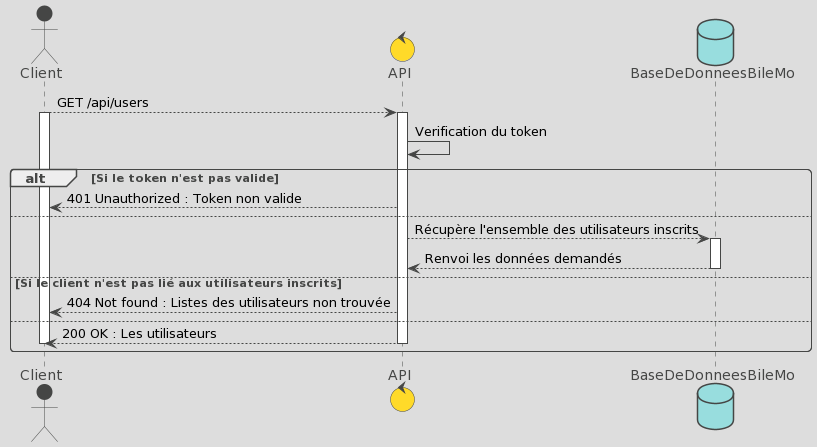 Client
API
BaseDeDonneesBileMo
GET /api/users
Verification du token
alt [Si le token n'est pas valide]
401 Unauthorized : Token non valide
Récupère l'ensemble des utilisateurs inscrits
Renvoi les données demandés
[Si le client n'est pas lié aux utilisateurs inscrits]
404 Not found : Listes des utilisateurs non trouvée
200 OK : Les utilisateurs
Client
API
BaseDeDonneesBileMo